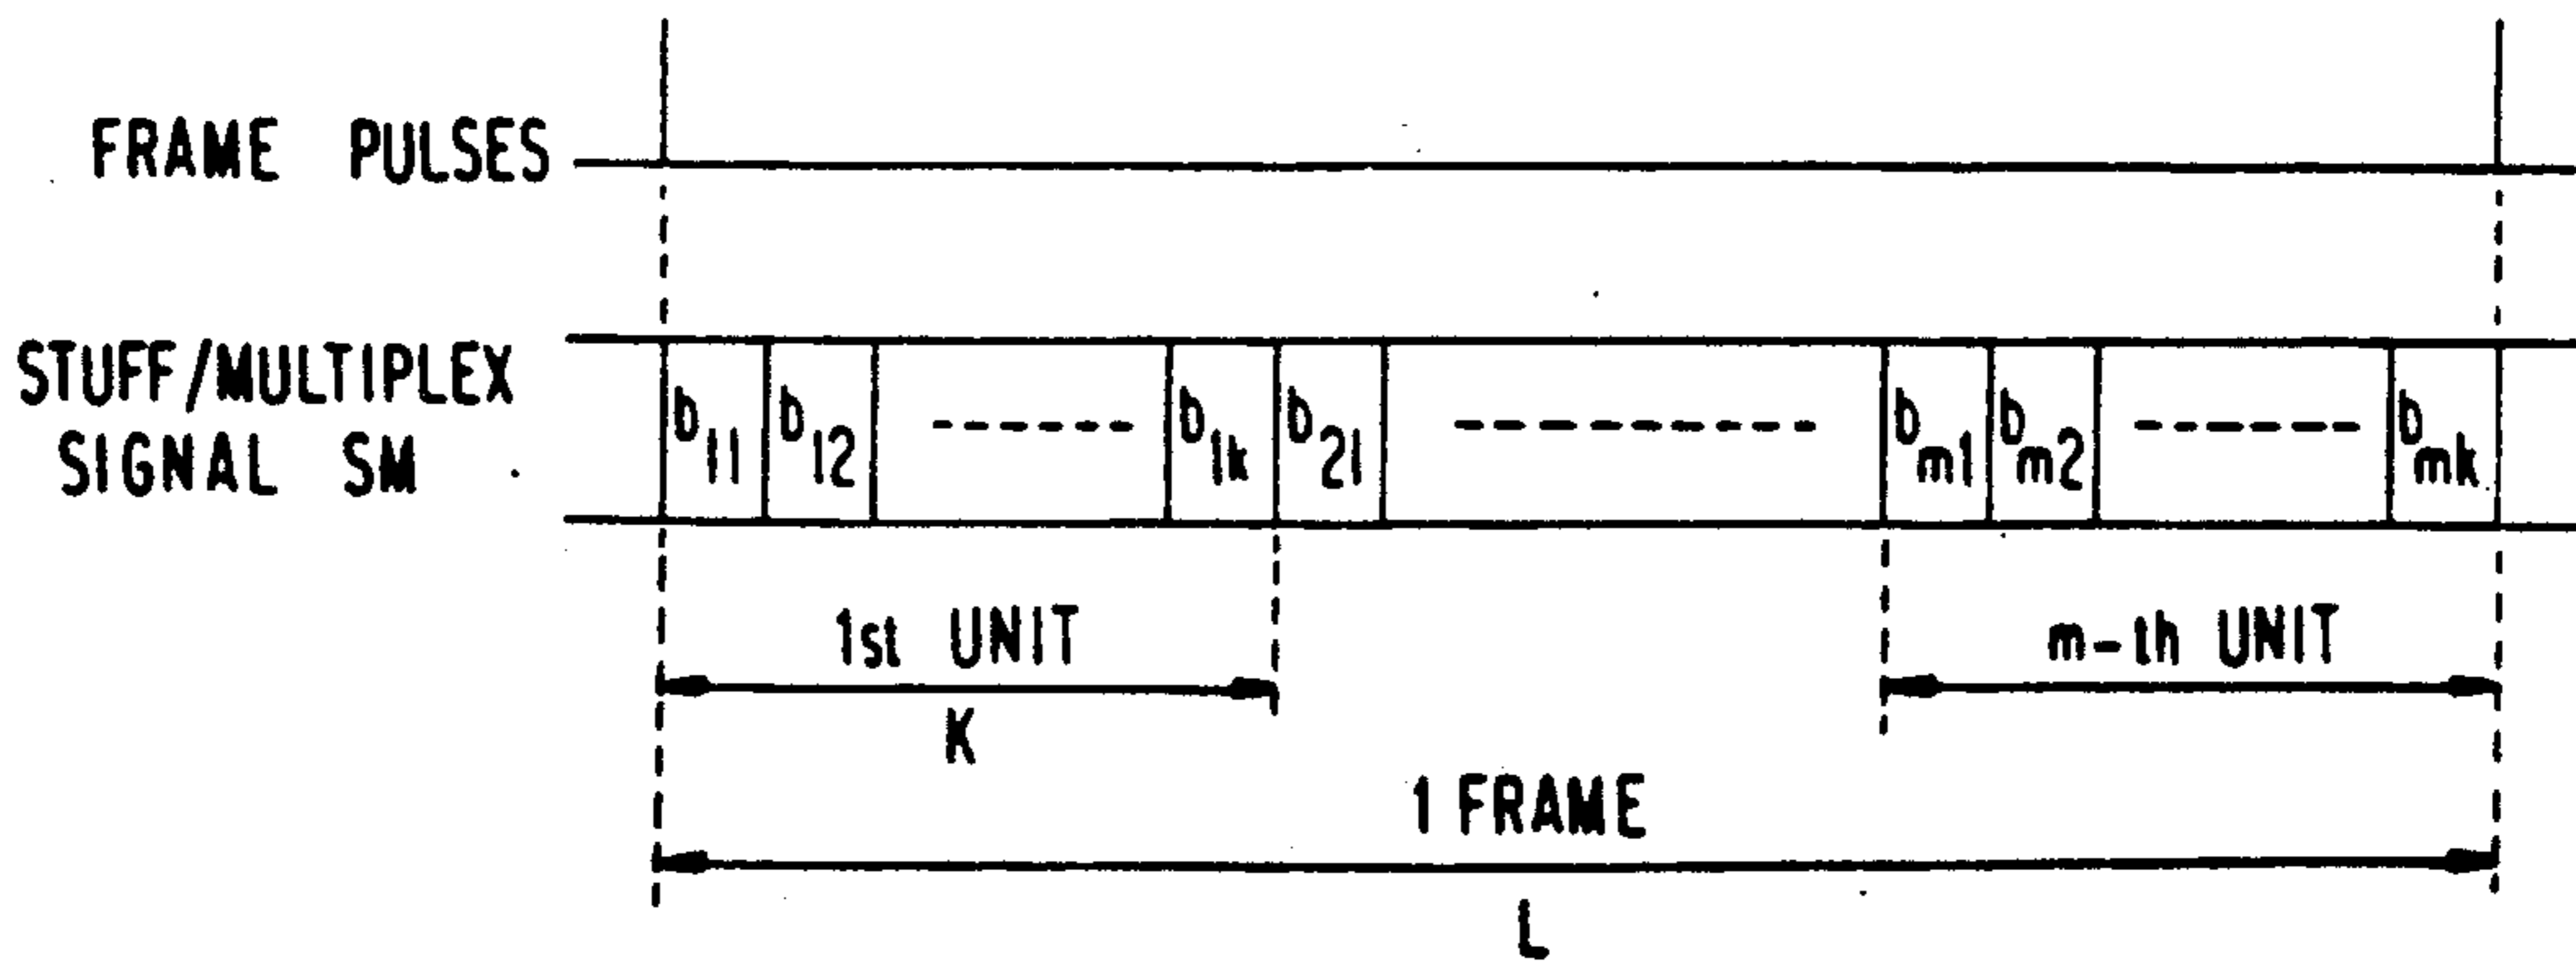 FRAME PULSES
STUFF/MULTIPLEX
SIGNAL SM
b11 b12 b1k b21 bm1 bm2 bmk
1st UNIT m-th UNIT
K
1 FRAME
L